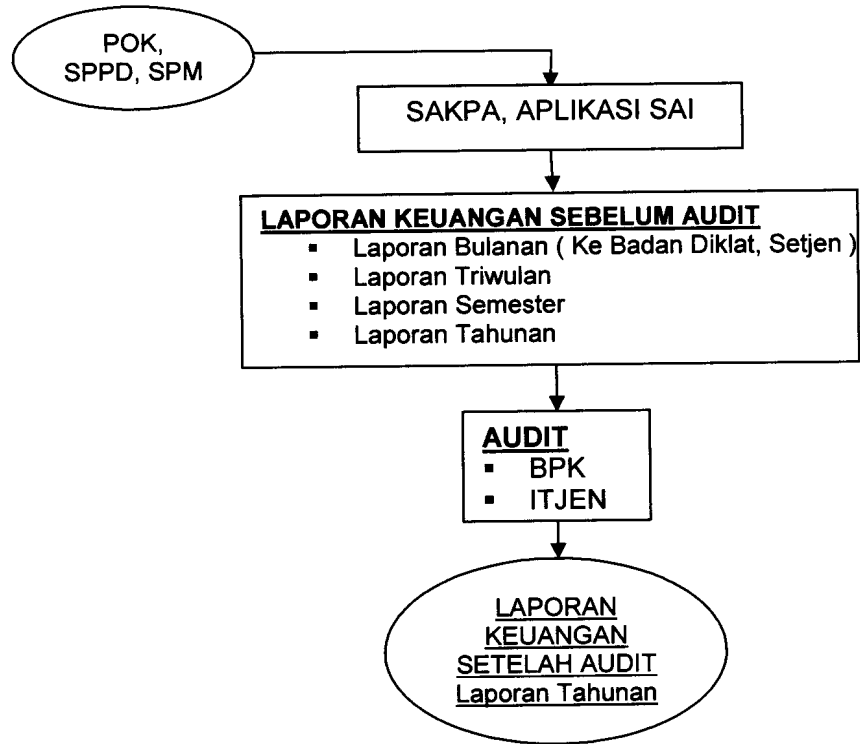 POK,
SPPD, SPM
SAKPA, APLIKASI SAI
LAPORAN KEUANGAN SEBELUM AUDIT
▪ Laporan Bulanan ( Ke Badan Diklat, Setjen )
▪ Laporan Triwulan
▪ Laporan Semester
▪ Laporan Tahunan
AUDIT
▪ BPK
▪ ITJEN
LAPORAN
KEUANGAN
SETELAH AUDIT
Laporan Tahunan